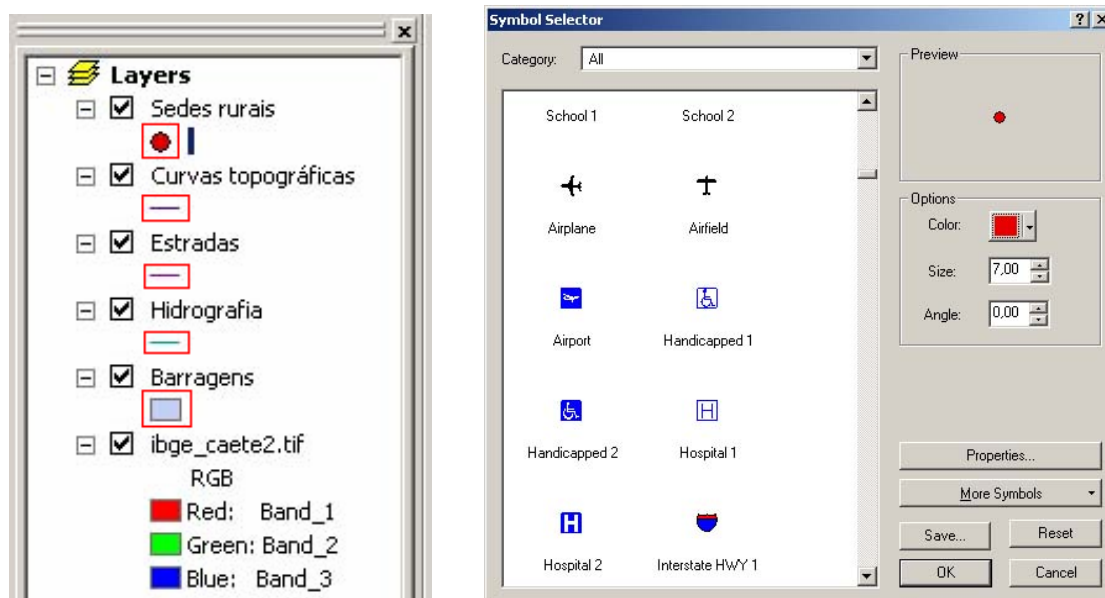 Layers
Sedes rurais
Curvas topográficas
Estradas
Hidrografia
Barragens
ibge_caete2.tif
RGB
Red: Band_1
Green: Band_2
Blue: Band_3
Symbol Selector
Category: All
School 1 School 2
Airplane Airfield
Airport Handicapped 1
Handicapped 2 Hospital 1
Hospital 2 Interstate HWY 1
Preview
Options
Color:
Size: 7,00
Angle: 0,00
Properties...
More Symbols
Save... Reset
OK Cancel